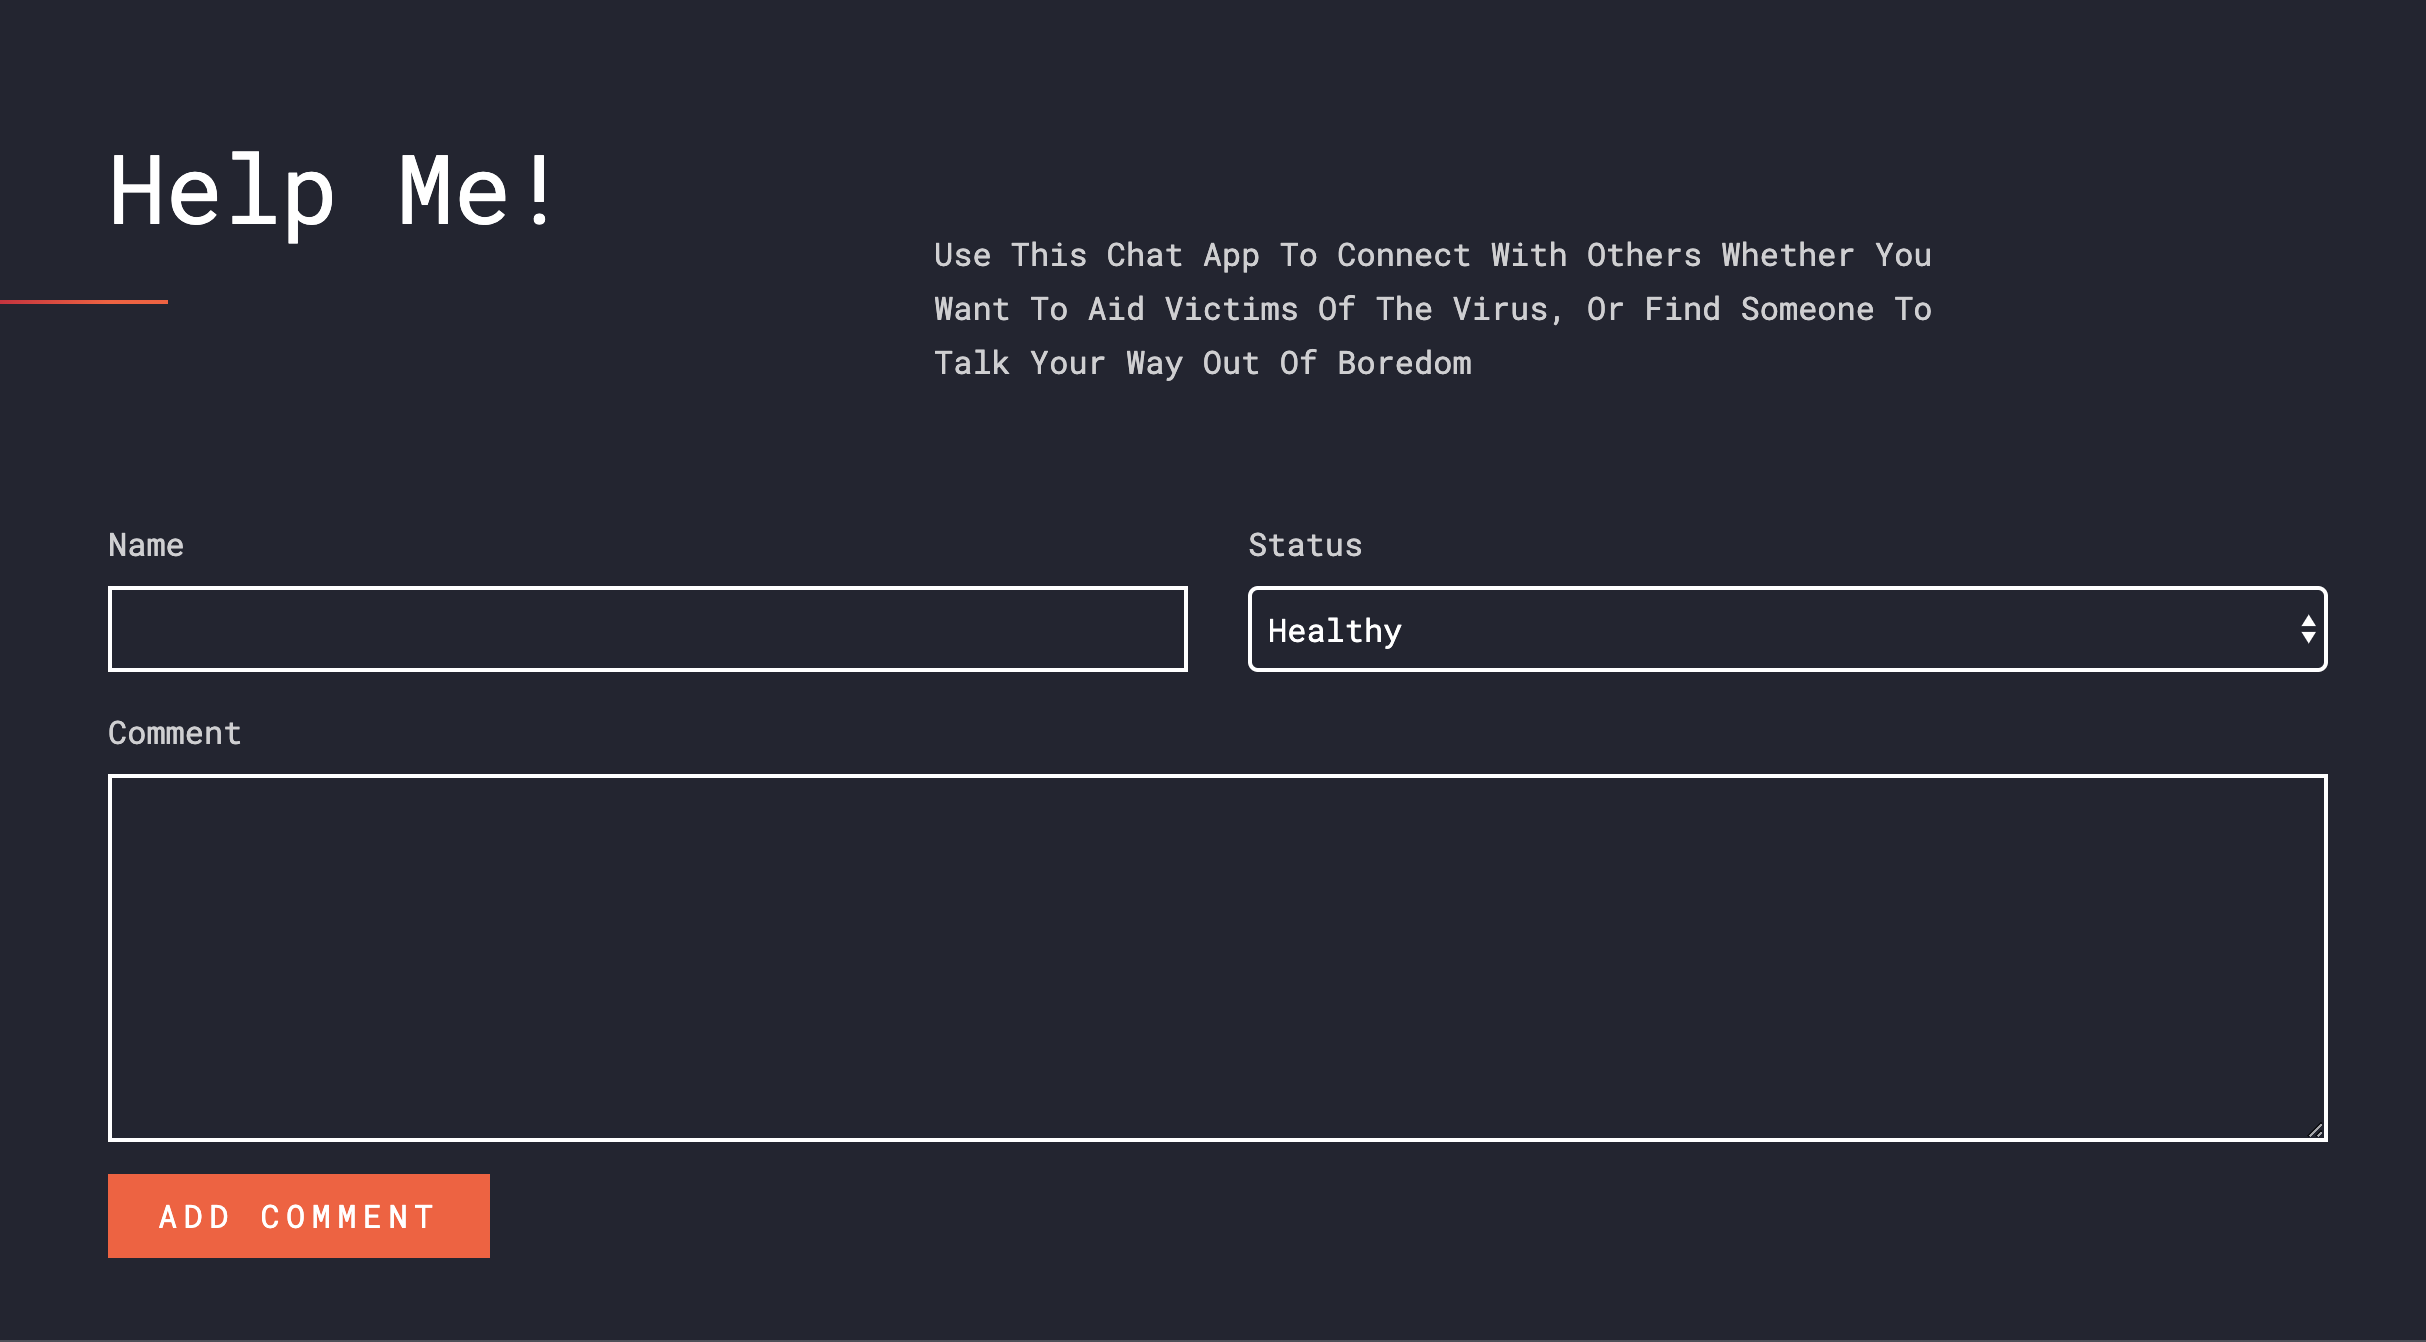 Help Me!
Use This Chat App To Connect With Others Whether You
Want To Aid Victims Of The Virus, Or Find Someone To
Talk Your Way Out Of Boredom
Name
Status
Healthy
Comment
ADD COMMENT